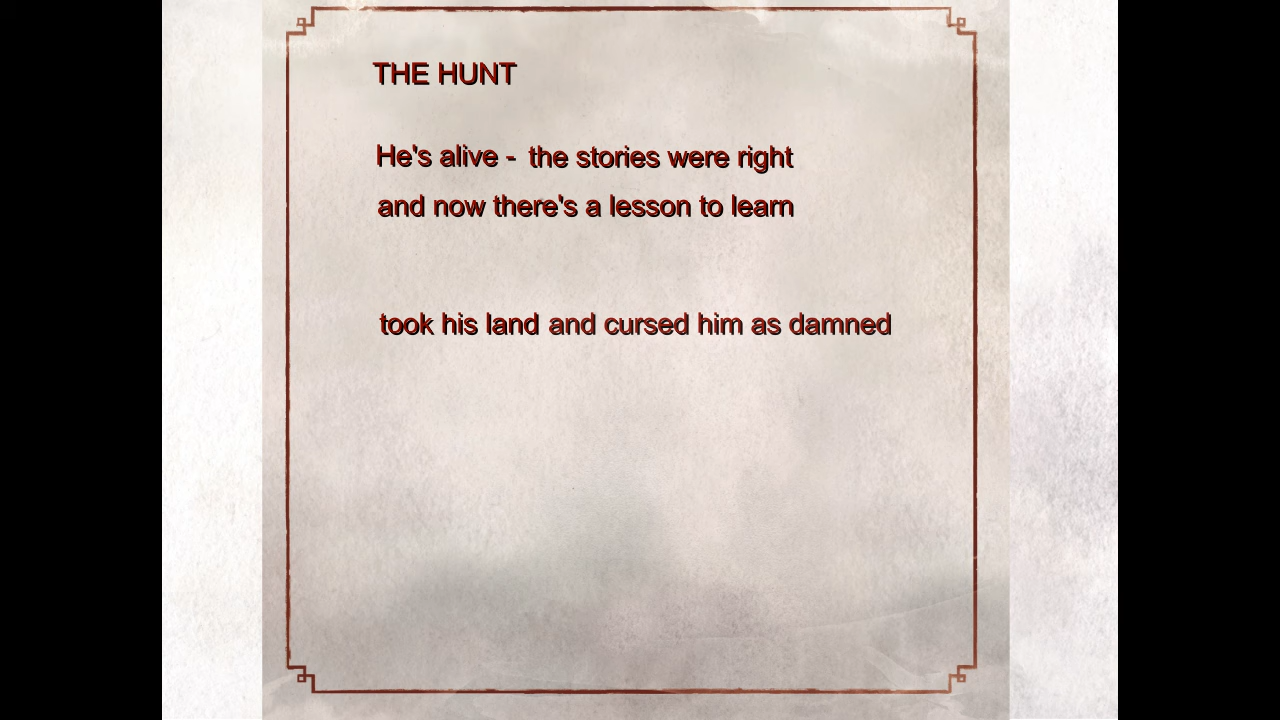 THE HUNT
He's alive - the stories were right
and now there's a lesson to learn
took his land and cursed him as damned